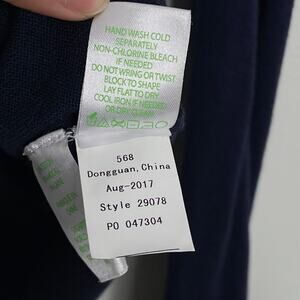 HAND WASH COLD
SEPARATELY
NON-CHLORINE BLEACH
IF NEEDED
DO NOT WRING OR TWIST
BLOCK TO SHAPE
LAY FLAT TO DRY
COOL IRON IF NEEDED
OR DRY CLEAN
568
Dongguan, China
Aug-2017
Style 29078
PO 047304